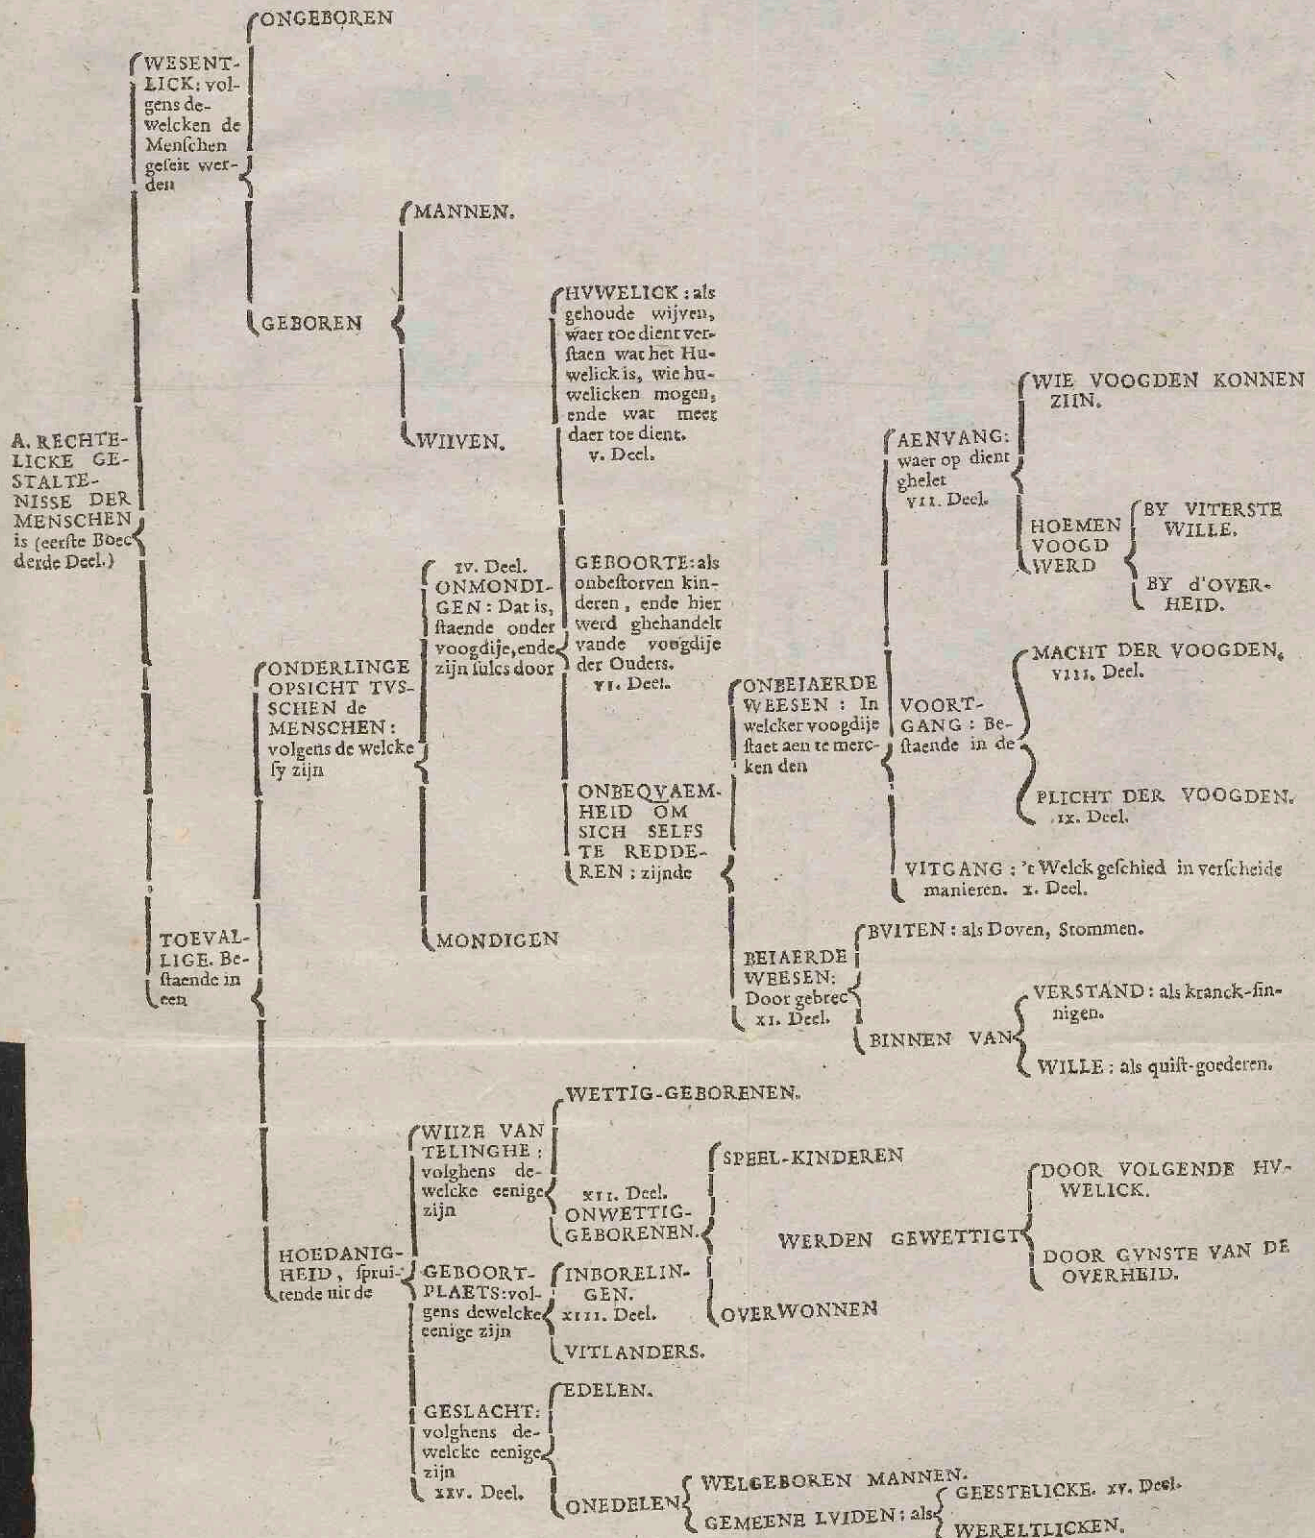 A. RECHTE-
LICKE GE-
STALTE-
NISSE DER
MENSCHEN
is (eerſte Boec
derde Deel.)
WESENT-
LICK: vol-
gens de-
welcken de
Menſchen
geſeit wer-
den
ONGEBOREN
GEBOREN
MANNEN.
WIIVEN.
TOEVAL-
LIGE. Be-
ſtaende in
een
ONDERLINGE
OPSICHT TVS-
SCHEN de
MENSCHEN:
volgens de welcke
ſy zijn
IV. Deel.
ONMONDI-
GEN: Dat is,
ſtaende onder
voogdije, ende
zijn ſulcs door
HVWELICK: als
gehoude wijven,
waer toe dient ver-
ſtaen wat het Hu-
welick is, wie hu-
welicken mogen,
ende wat meer
daer toe dient.
V. Deel.
GEBOORTE: als
onbeſtorven kin-
deren, ende hier
werd ghehandelt
vande voogdije
der Ouders.
VI. Deel.
ONBEQVAEM-
HEID OM
SICH SELFS
TE REDDE-
REN: zijnde
ONBEIAERDE
WEESEN: In
welcker voogdije
ſtaet aen te merc-
ken den
AENVANG:
waer op dient
ghelet
VII. Deel.
WIE VOOGDEN KONNEN
ZIIN.
HOEMEN
VOOGD
WERD
BY VITERSTE
WILLE.
BY d'OVER-
HEID.
VOORT-
GANG: Be-
ſtaende in de
MACHT DER VOOGDEN.
VIII. Deel.
PLICHT DER VOOGDEN.
IX. Deel.
VITGANG: 't Welck geſchied in verſcheide
manieren. X. Deel.
BEIAERDE
WEESEN:
Door gebrec
XI. Deel.
BVITEN: als Doven, Stommen.
BINNEN VAN
VERSTAND: als kranck-ſin-
nigen.
WILLE: als quiſt-goederen.
MONDIGEN
HOEDANIG-
HEID, ſprui-
tende uit de
WIIZE VAN
TELINGHE:
volghens de-
welcke eenige
zijn
WETTIG-GEBORENEN.
XII. Deel.
ONWETTIG-
GEBORENEN.
SPEEL-KINDEREN
WERDEN GEWETTIGT
DOOR VOLGENDE HV-
WELICK.
DOOR GVNSTE VAN DE
OVERHEID.
OVERWONNEN
GEBOORT-
PLAETS: vol-
gens dewelcke
eenige zijn
INBORELIN-
GEN.
XIII. Deel.
VITLANDERS.
GESLACHT:
volghens de-
welcke eenige
zijn
XXV. Deel.
EDELEN.
ONEDELEN
WELGEBOREN MANNEN.
GEMEENE LVIDEN: als
GEESTELICKE. XV. Deel.
WERELTLICKEN.